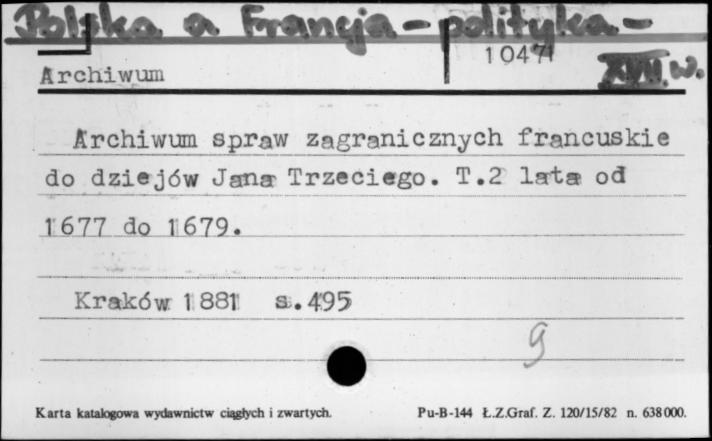 Polska a Francja - polityka -
10471
Archiwum
XVII w.
Archiwum spraw zagranicznych francuskie
do dziejów Jana Trzeciego. T.2 lata od
1677 do 1679.
Kraków 1881 s.495
9
Karta katalogowa wydawnictw ciągłych i zwartych.
Pu-B-144 Ł.Z.Graf. Z. 120/15/82 n. 638000.